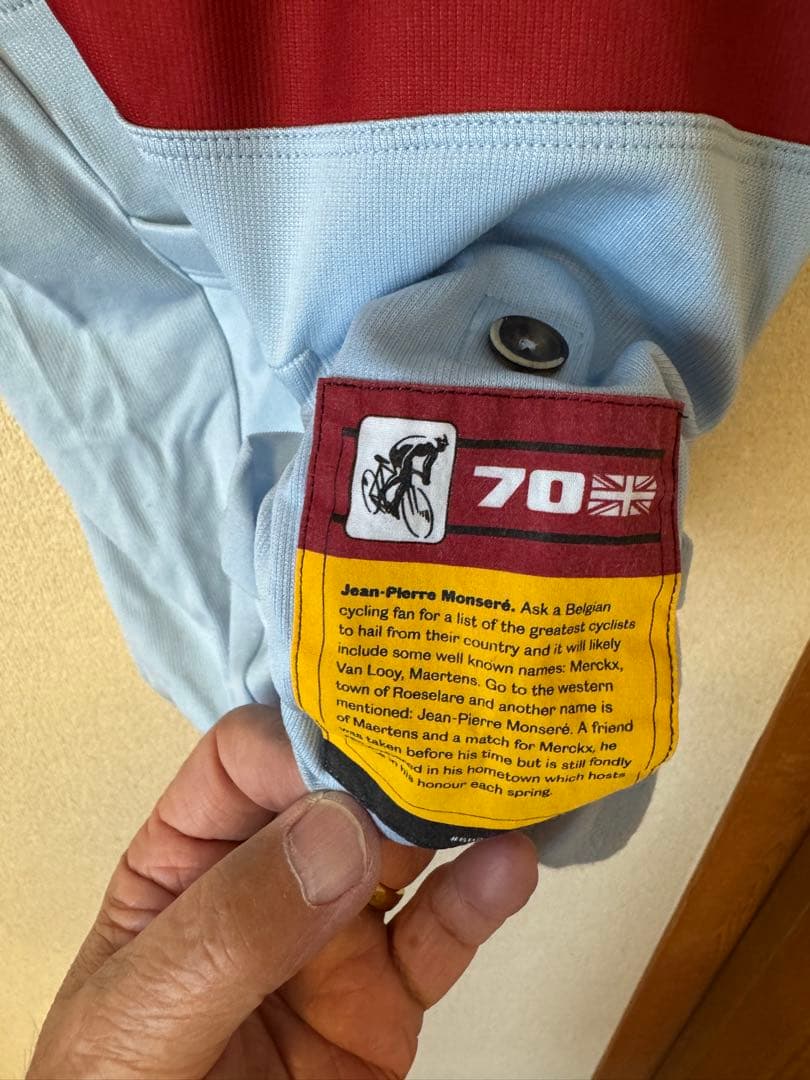 70
Jean-Pierre Monseré. Ask a Belgian
cycling fan for a list of the greatest cyclists
to hail from their country and it will likely
include some well known names: Merckx,
Van Looy, Maertens. Go to the western
town of Roeselare and another name is
mentioned: Jean-Pierre Monseré. A friend
of Maertens and a match for Merckx, he
was taken before his time but is still fondly
in his hometown which hosts
in his honour each spring.